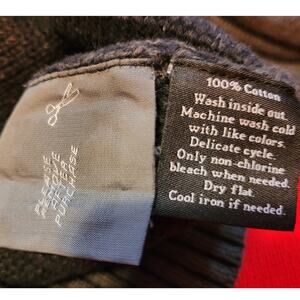 PLEASE
REMOVE
AFTER
PURCHASE
100% Cotton
Wash inside out.
Machine wash cold
with like colors.
Delicate cycle.
Only non-chlorine
bleach when needed.
Dry flat.
Cool iron if needed.